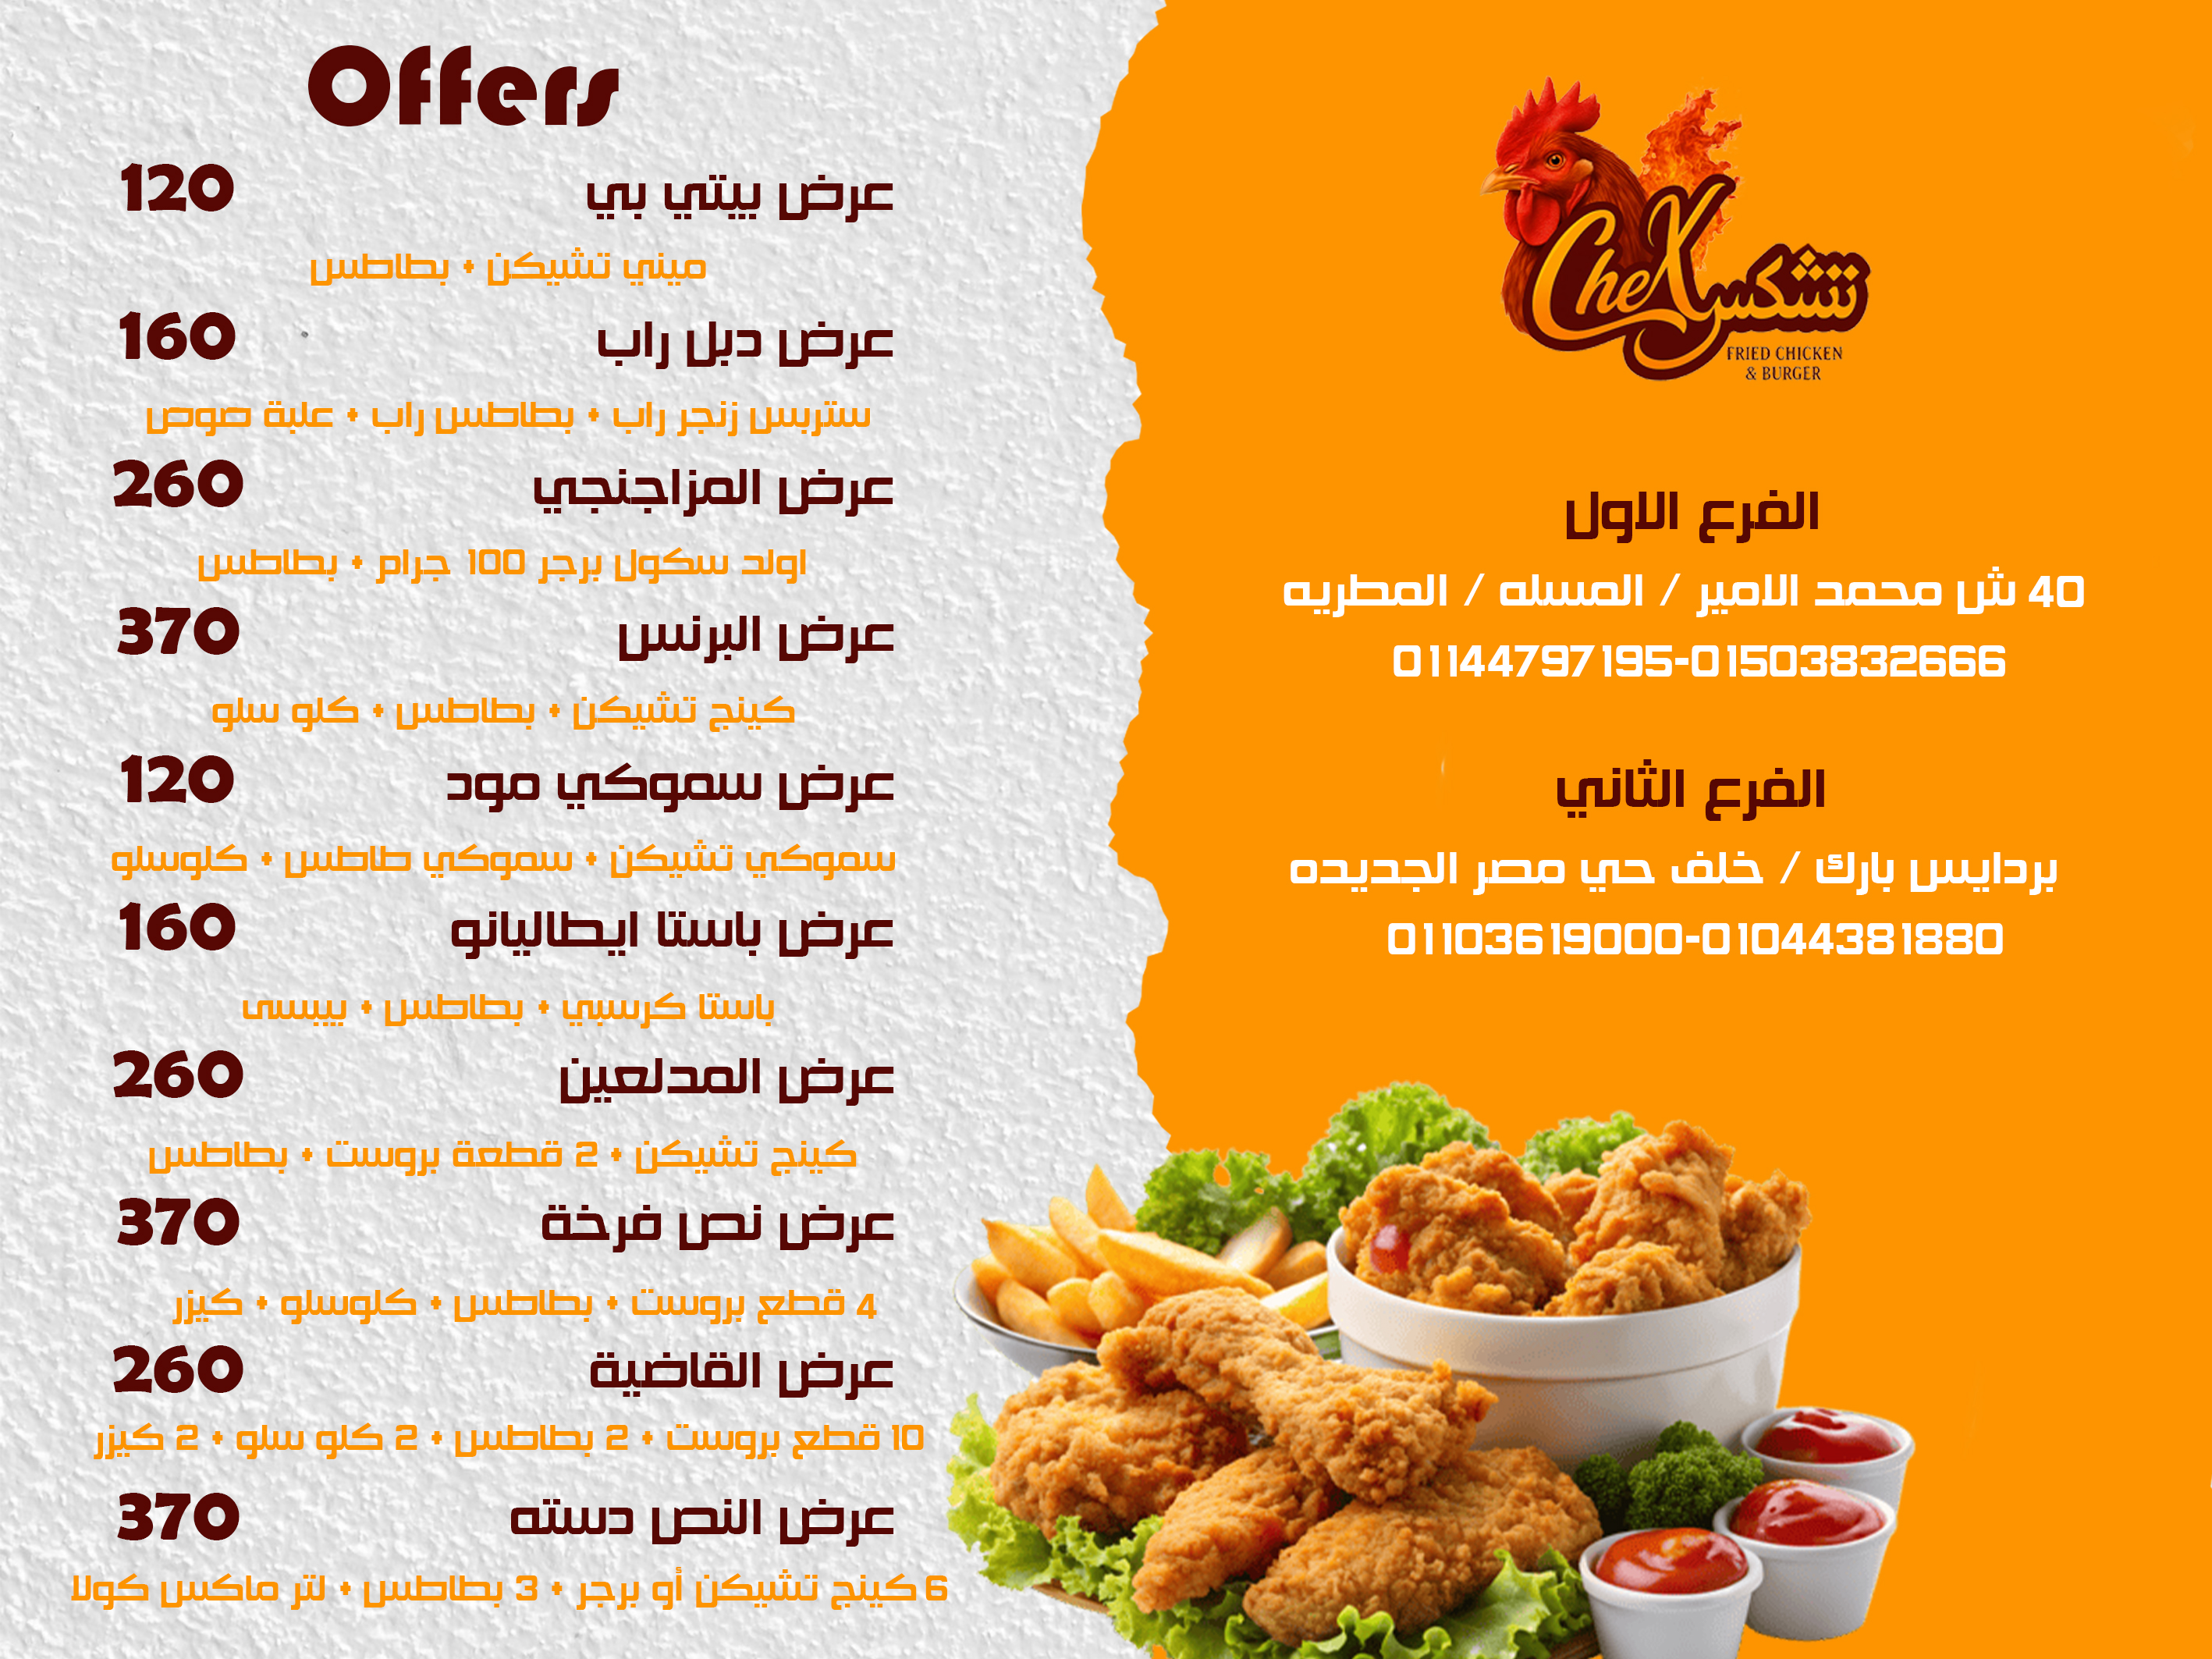 Offers
عرض بيتي بي 120
ميني تشيكن + بطاطس
عرض دبل راب 160
ستربس زنجر راب + بطاطس راب + علبة صوص
عرض المزاجنجي 260
اولد سكول برجر 100 جرام + بطاطس
عرض البرنس 370
كينج تشيكن + بطاطس + كلو سلو
عرض سموكي مود 120
سموكي تشيكن + سموكي طاطس + كلوسلو
عرض باستا ايطاليانو 160
باستا كرسبي + بطاطس + بيبسى
عرض المدلعين 260
كينج تشيكن + 2 قطعة بروست + بطاطس
عرض نص فرخة 370
4 قطع بروست + بطاطس + كلوسلو + كيزر
عرض القاضية 260
10 قطع بروست + 2 بطاطس + 2 كلو سلو + 2 كيزر
عرض النص دسته 370
6 كينج تشيكن أو برجر + 3 بطاطس + لتر ماكس كولا
CheX تشكس
FRIED CHICKEN
& BURGER
الفرع الاول
40 ش محمد الامير / المسله / المطريه
01144797195-01503832666
الفرع الثاني
بردايس بارك / خلف حي مصر الجديده
01103619000-01044381880